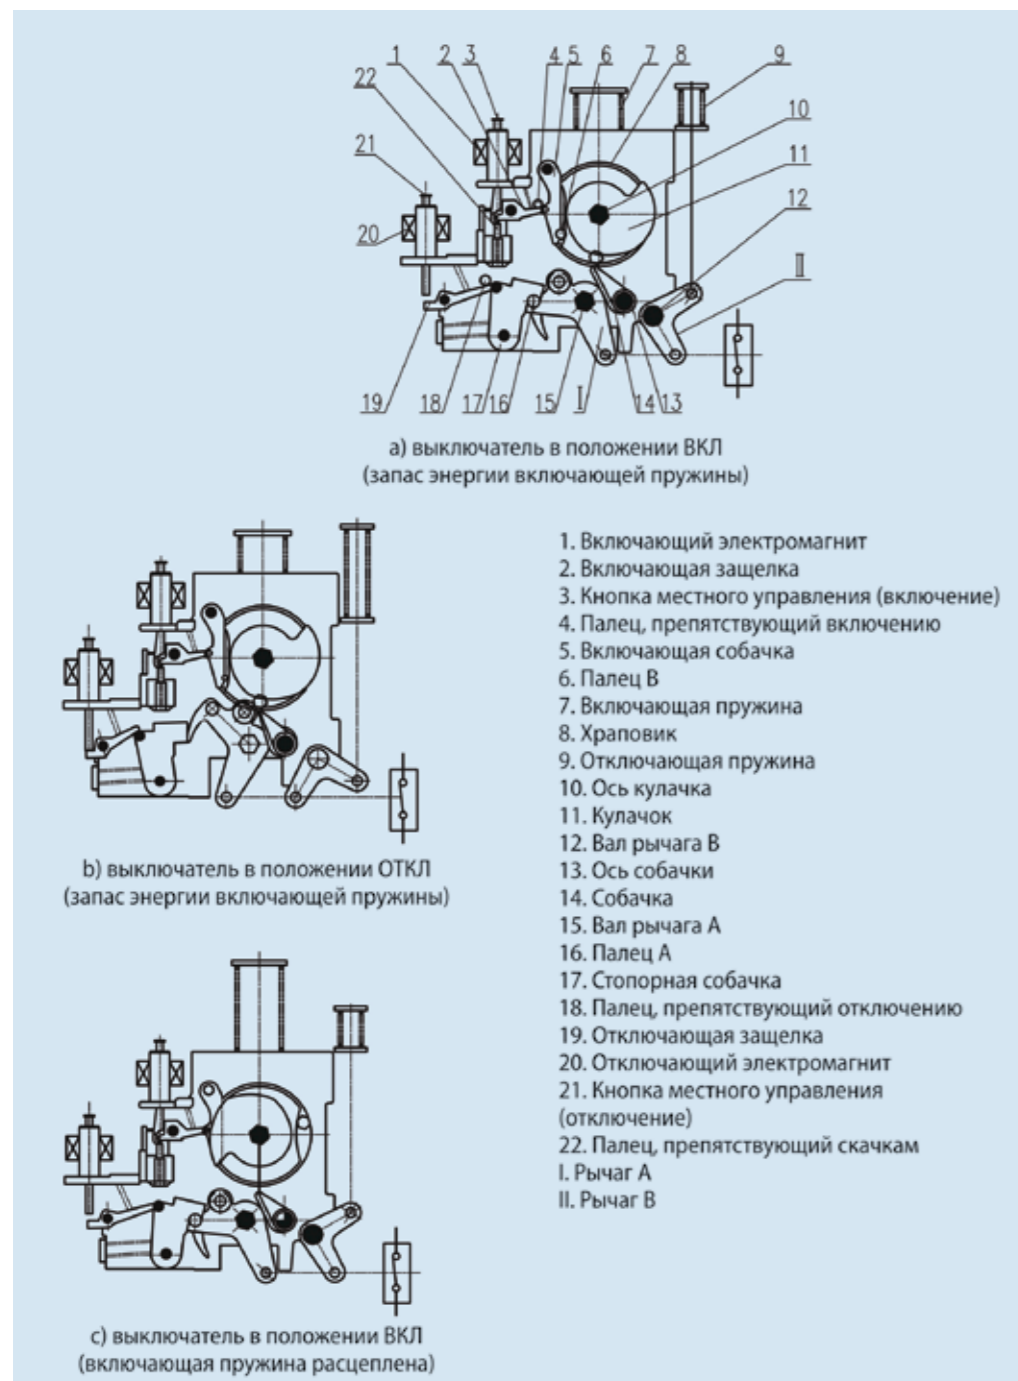 1 2 3 4 5 6 7 8 9
22
10
21
11
12
20
II
19 18 17 16 15 I 14 13
a) выключатель в положении ВКЛ
(запас энергии включающей пружины)
1. Включающий электромагнит
2. Включающая защелка
3. Кнопка местного управления (включение)
4. Палец, препятствующий включению
5. Включающая собачка
6. Палец В
7. Включающая пружина
8. Храповик
9. Отключающая пружина
10. Ось кулачка
11. Кулачок
12. Вал рычага В
13. Ось собачки
14. Собачка
15. Вал рычага А
16. Палец А
17. Стопорная собачка
18. Палец, препятствующий отключению
19. Отключающая защелка
20. Отключающий электромагнит
21. Кнопка местного управления
(отключение)
22. Палец, препятствующий скачкам
I. Рычаг А
II. Рычаг В
b) выключатель в положении ОТКЛ
(запас энергии включающей пружины)
c) выключатель в положении ВКЛ
(включающая пружина расцеплена)